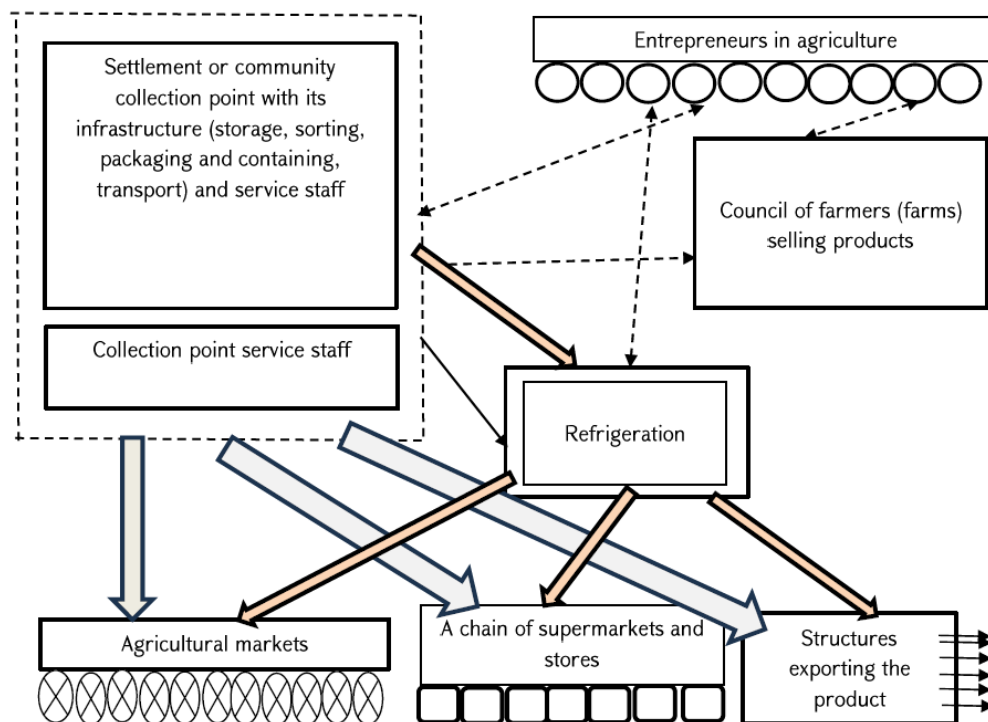 Settlement or community
collection point with its
infrastructure (storage, sorting,
packaging and containing,
transport) and service staff
Collection point service staff
Entrepreneurs in agriculture
Council of farmers (farms)
selling products
Refrigeration
Agricultural markets
A chain of supermarkets and
stores
Structures
exporting the
product